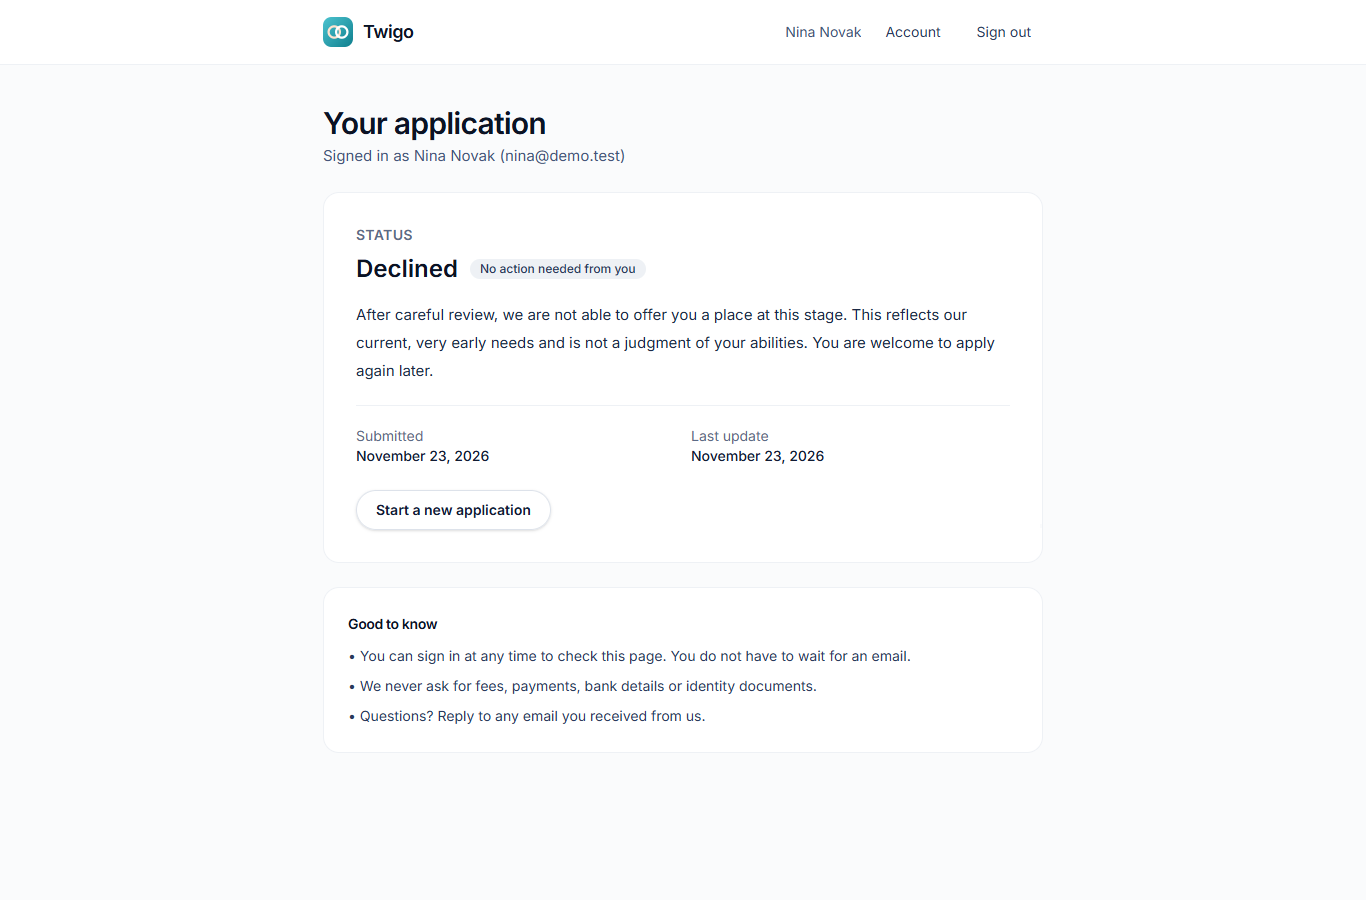 Twigo
Nina Novak Account Sign out
Your application
Signed in as Nina Novak (nina@demo.test)
STATUS
Declined No action needed from you
After careful review, we are not able to offer you a place at this stage. This reflects our
current, very early needs and is not a judgment of your abilities. You are welcome to apply
again later.
Submitted
November 23, 2026
Last update
November 23, 2026
Start a new application
Good to know
• You can sign in at any time to check this page. You do not have to wait for an email.
• We never ask for fees, payments, bank details or identity documents.
• Questions? Reply to any email you received from us.